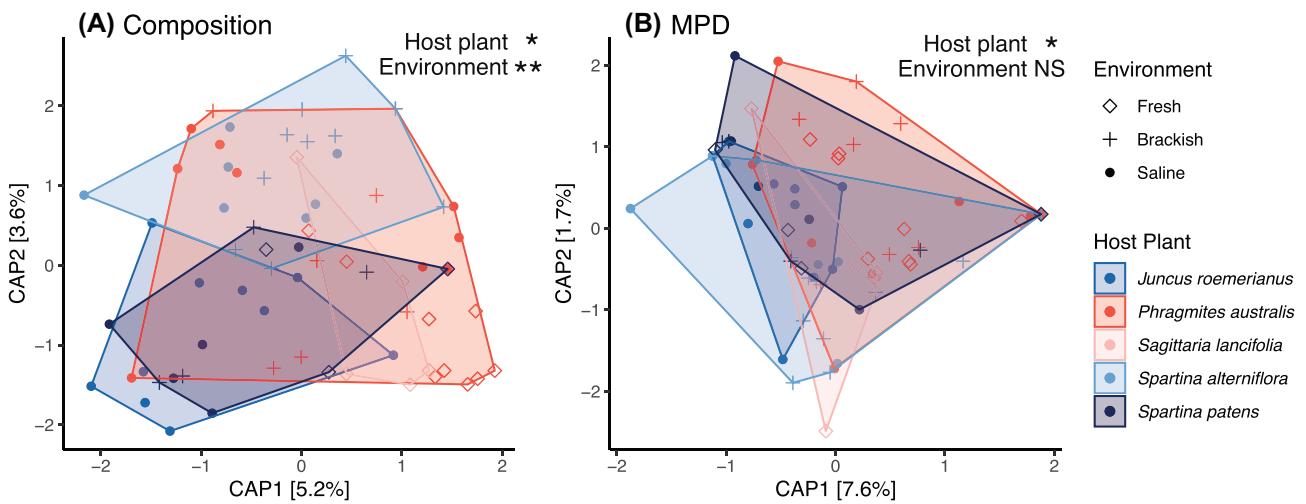 (A) Composition
Host plant *
Environment **
CAP2 [3.6%]
2
1
0
−1
−2
−2 −1 0 1 2
CAP1 [5.2%]
(B) MPD
Host plant *
Environment NS
CAP2 [1.7%]
2
1
0
−1
−2
−2 −1 0 1 2
CAP1 [7.6%]
Environment
Fresh
Brackish
Saline
Host Plant
Juncus roemerianus
Phragmites australis
Sagittaria lancifolia
Spartina alterniflora
Spartina patens